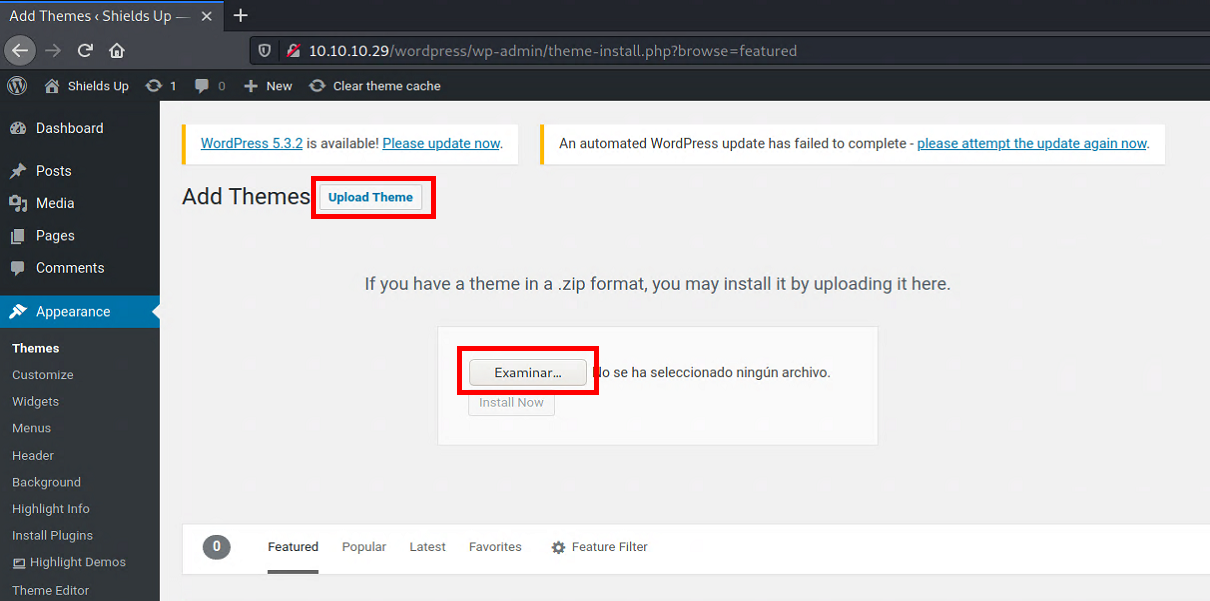 Add Themes ‹ Shields Up —
10.10.10.29/wordpress/wp-admin/theme-install.php?browse=featured
Shields Up 1 0 New Clear theme cache
Dashboard
Posts
Media
Pages
Comments
Appearance
Themes
Customize
Widgets
Menus
Header
Background
Highlight Info
Install Plugins
Highlight Demos
Theme Editor
WordPress 5.3.2 is available! Please update now.
An automated WordPress update has failed to complete - please attempt the update again now.
Add Themes Upload Theme
If you have a theme in a .zip format, you may install it by uploading it here.
Examinar... No se ha seleccionado ningún archivo.
Install Now
0 Featured Popular Latest Favorites Feature Filter